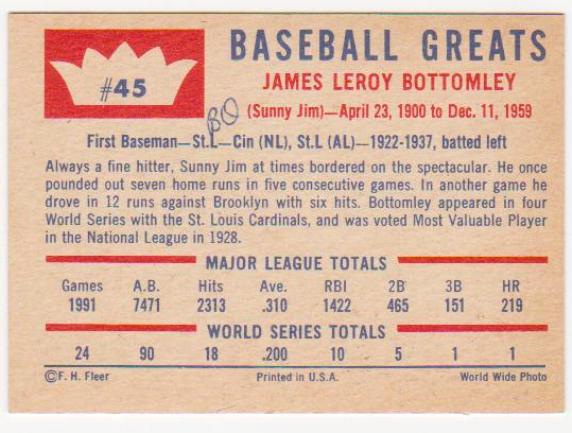 #45
BASEBALL GREATS
JAMES LEROY BOTTOMLEY
(Sunny Jim)—April 23, 1900 to Dec. 11, 1959
First Baseman—St.L—Cin (NL), St.L (AL)—1922-1937, batted left
Always a fine hitter, Sunny Jim at times bordered on the spectacular. He once
pounded out seven home runs in five consecutive games. In another game he
drove in 12 runs against Brooklyn with six hits. Bottomley appeared in four
World Series with the St. Louis Cardinals, and was voted Most Valuable Player
in the National League in 1928.
MAJOR LEAGUE TOTALS
Games A.B. Hits Ave. RBI 2B 3B HR
1991 7471 2313 .310 1422 465 151 219
WORLD SERIES TOTALS
24 90 18 .200 10 5 1 1
©F. H. Fleer Printed in U.S.A. World Wide Photo